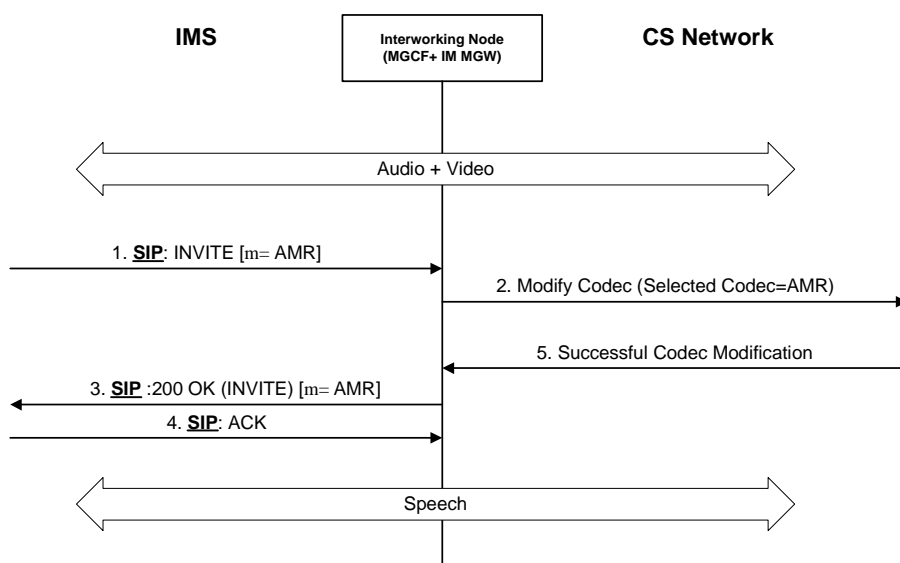 IMS
Interworking Node
(MGCF+ IM MGW)
CS Network
Audio + Video
1. SIP: INVITE [m= AMR]
2. Modify Codec (Selected Codec=AMR)
5. Successful Codec Modification
3. SIP :200 OK (INVITE) [m= AMR]
4. SIP: ACK
Speech